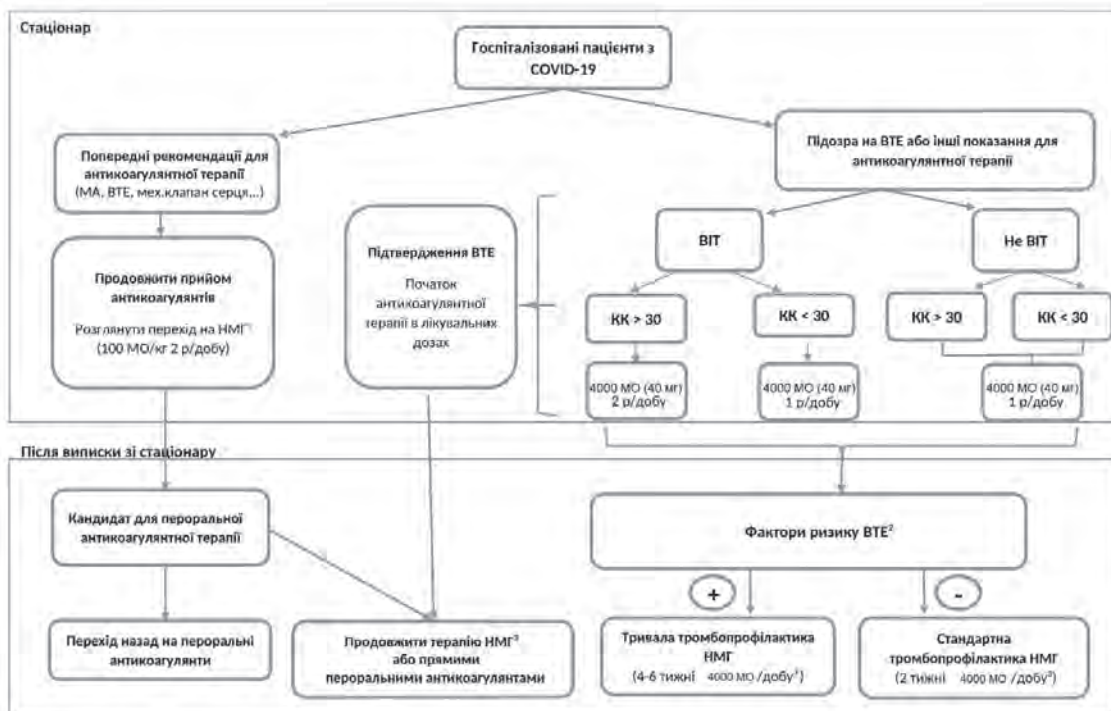 Стаціонар
Госпіталізовані пацієнти з
COVID-19
Попередні рекомендації для
антикоагулянтної терапії
(МА, ВТЕ, мех.клапан серця...)
Підозра на ВТЕ або інші показання для
антикоагулянтної терапії
Продовжити прийом
антикоагулянтів
Розглянути перехід на НМГ
(100 МО/кг 2 р/добу)
Підтвердження ВТЕ
Початок
антикоагулянтної
терапії в лікувальних
дозах
ВІТ
Не ВІТ
КК > 30
КК < 30
КК > 30
КК < 30
4000 МО (40 мг)
2 р/добу
4000 МО (40 мг)
1 р/добу
4000 МО (40 мг)
1 р/добу
Після виписки зі стаціонару
Кандидат для пероральної
антикоагулянтної терапії
Фактори ризику ВТЕ²
+
-
Перехід назад на пероральні
антикоагулянти
Продовжити терапію НМГ³
або прямими
пероральними антикоагулянтами
Тривала тромбопрофілактика
НМГ
(4-6 тижні 4000 МО /добу³)
Стандартна
тромбопрофілактика НМГ
(2 тижні 4000 МО /добу³)